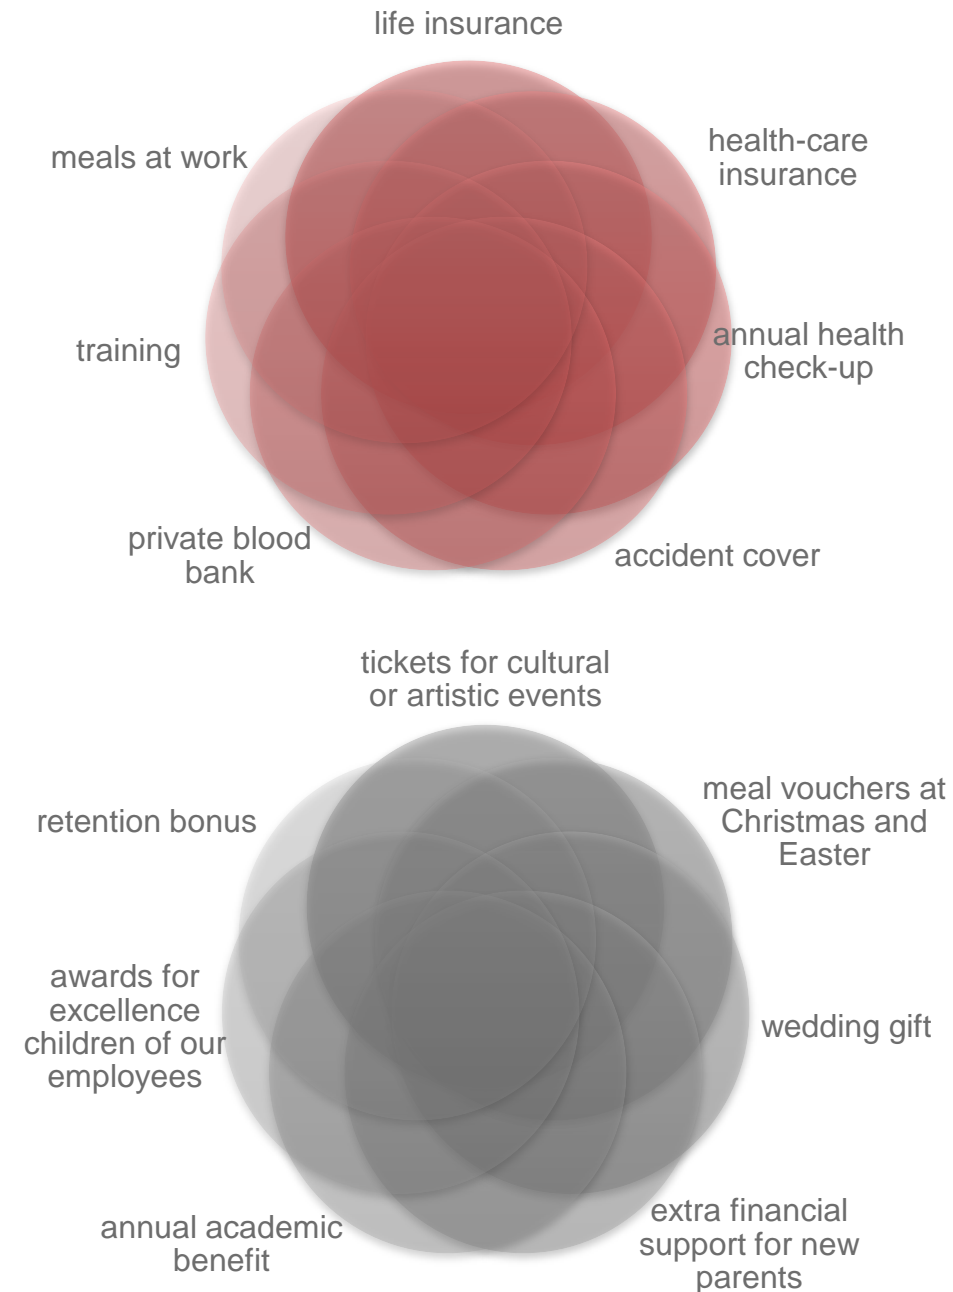 life insurance
health-care
insurance
meals at work
annual health
check-up
training
private blood
bank
accident cover
tickets for cultural
or artistic events
meal vouchers at
Christmas and
Easter
retention bonus
awards for
excellence
children of our
employees
wedding gift
annual academic
benefit
extra financial
support for new
parents